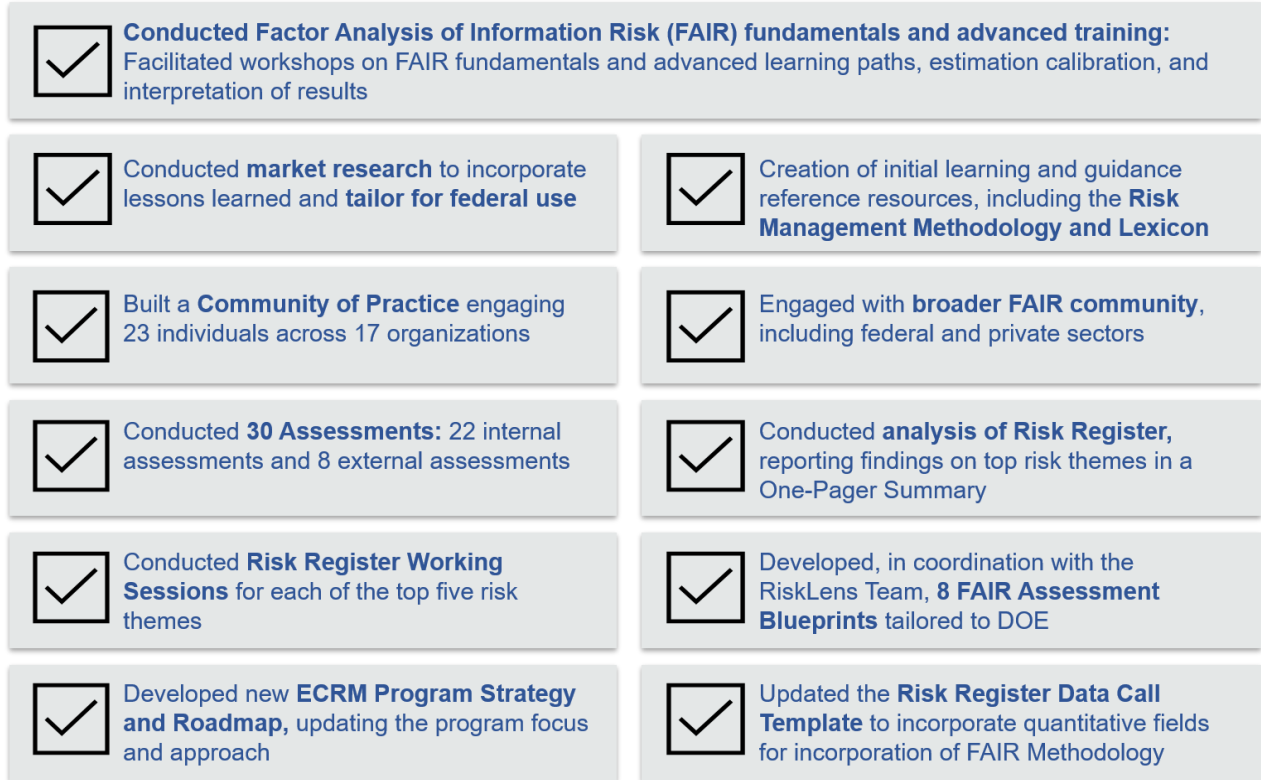 Conducted Factor Analysis of Information Risk (FAIR) fundamentals and advanced training:
Facilitated workshops on FAIR fundamentals and advanced learning paths, estimation calibration, and
interpretation of results
Conducted market research to incorporate
lessons learned and tailor for federal use
Creation of initial learning and guidance
reference resources, including the Risk
Management Methodology and Lexicon
Built a Community of Practice engaging
23 individuals across 17 organizations
Engaged with broader FAIR community,
including federal and private sectors
Conducted 30 Assessments: 22 internal
assessments and 8 external assessments
Conducted analysis of Risk Register,
reporting findings on top risk themes in a
One-Pager Summary
Conducted Risk Register Working
Sessions for each of the top five risk
themes
Developed, in coordination with the
RiskLens Team, 8 FAIR Assessment
Blueprints tailored to DOE
Developed new ECRM Program Strategy
and Roadmap, updating the program focus
and approach
Updated the Risk Register Data Call
Template to incorporate quantitative fields
for incorporation of FAIR Methodology